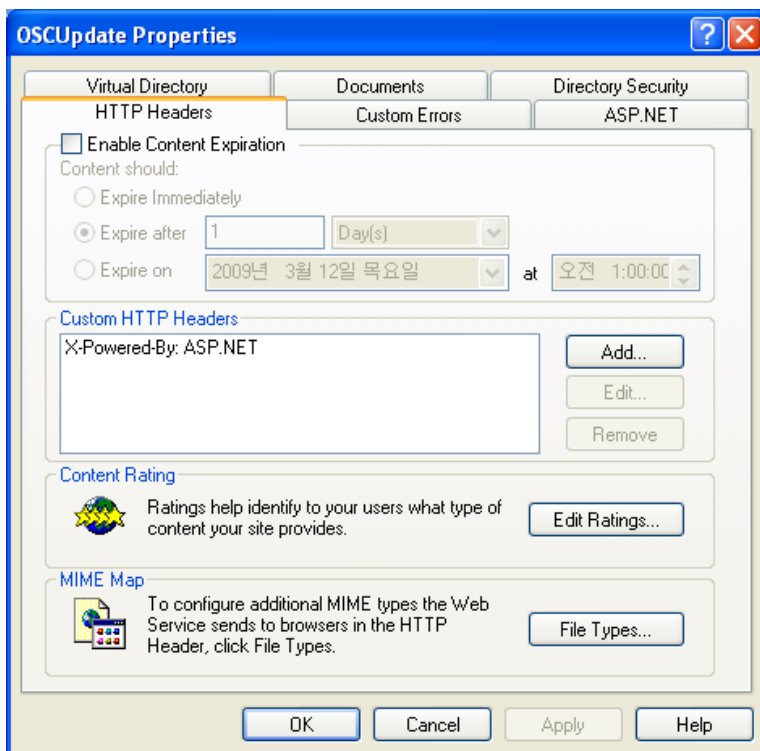 OSCUpdate Properties
Virtual Directory
Documents
Directory Security
HTTP Headers
Custom Errors
ASP.NET
Enable Content Expiration
Content should:
Expire Immediately
Expire after
1
Day(s)
Expire on
2009년 3월 12일 목요일
at
오전 1:00:00
Custom HTTP Headers
X-Powered-By: ASP.NET
Add...
Edit...
Remove
Content Rating
Ratings help identify to your users what type of
content your site provides.
Edit Ratings...
MIME Map
To configure additional MIME types the Web
Service sends to browsers in the HTTP
Header, click File Types.
File Types...
OK
Cancel
Apply
Help